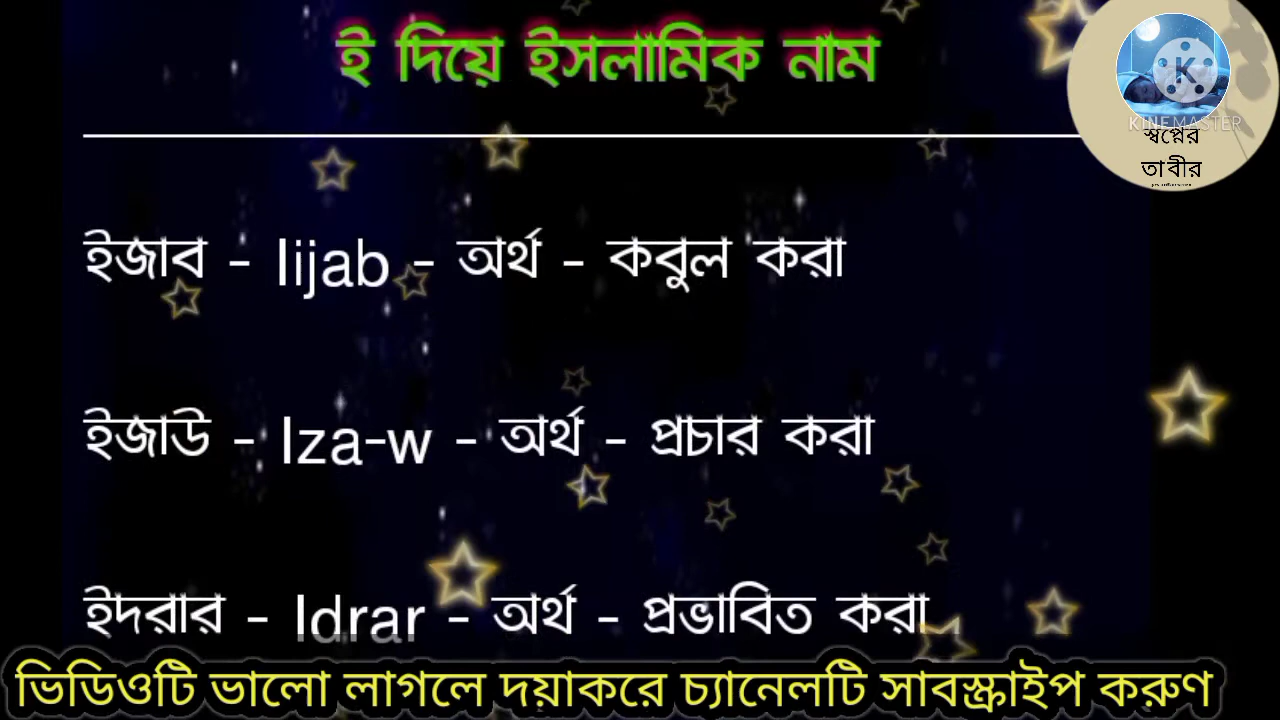 ই দিয়ে ইসলামিক নাম
KINEMASTER
স্বপ্নের
তাবীর
ইজাব - Iijab - অর্থ - কবুল করা
ইজাউ - Iza-w - অর্থ - প্রচার করা
ইদরার - Idrar - অর্থ - প্রভাবিত করা
ভিডিওটি ভালো লাগলে দয়াকরে চ্যানেলটি সাবস্ক্রাইপ করুণ